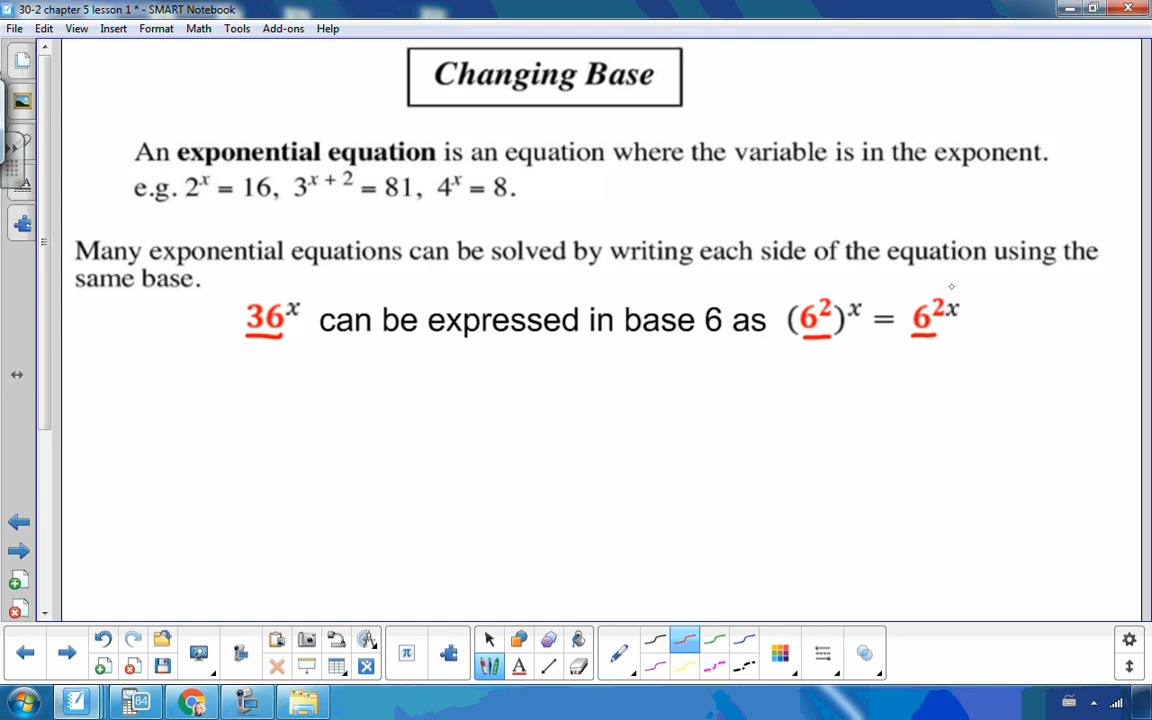 30-2 chapter 5 lesson 1 * - SMART Notebook
File Edit View Insert Format Math Tools Add-ons Help
Changing Base
An exponential equation is an equation where the variable is in the exponent.
e.g. 2^x = 16, 3^{x + 2} = 81, 4^x = 8.
Many exponential equations can be solved by writing each side of the equation using the
same base.
36^x can be expressed in base 6 as (6^2)^x = 6^{2x}
π A
84